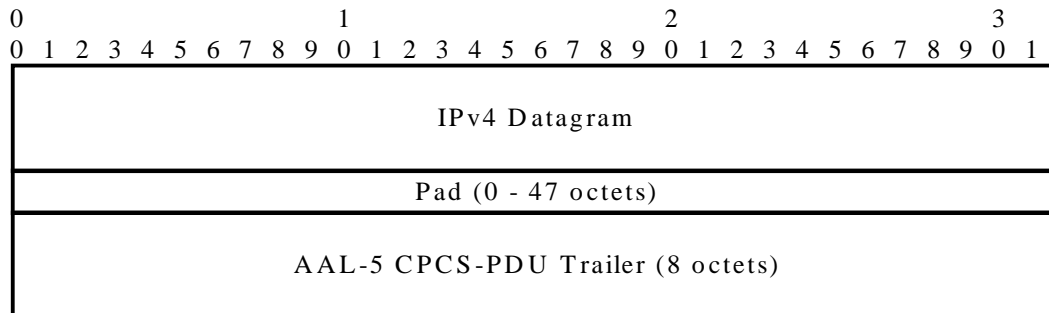 0 1 2 3
0 1 2 3 4 5 6 7 8 9 0 1 2 3 4 5 6 7 8 9 0 1 2 3 4 5 6 7 8 9 0 1
IPv4 Datagram
Pad (0 - 47 octets)
AAL-5 CPCS-PDU Trailer (8 octets)